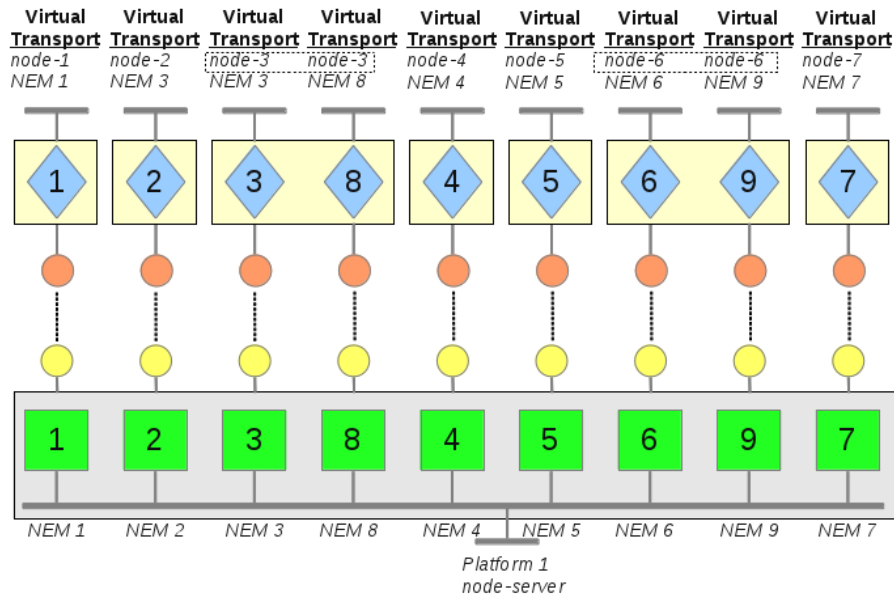 Virtual Virtual Virtual Virtual Virtual Virtual Virtual Virtual Virtual
Transport Transport Transport Transport Transport Transport Transport Transport Transport
node-1 node-2 node-3 node-3 node-4 node-5 node-6 node-6 node-7
NEM 1 NEM 3 NEM 3 NEM 8 NEM 4 NEM 5 NEM 6 NEM 9 NEM 7
1 2 3 8 4 5 6 9 7
1 2 3 8 4 5 6 9 7
NEM 1 NEM 2 NEM 3 NEM 8 NEM 4 NEM 5 NEM 6 NEM 9 NEM 7
Platform 1
node-server